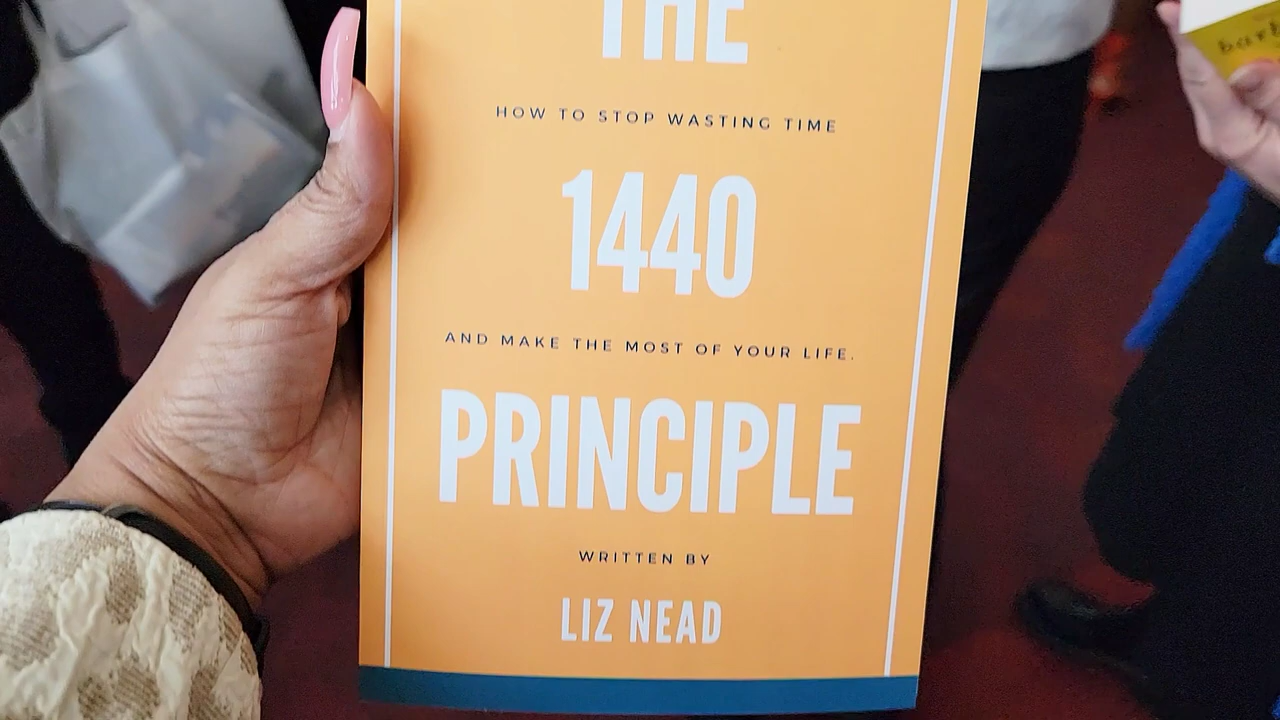 THE
HOW TO STOP WASTING TIME
1440
AND MAKE THE MOST OF YOUR LIFE.
PRINCIPLE
WRITTEN BY
LIZ NEAD